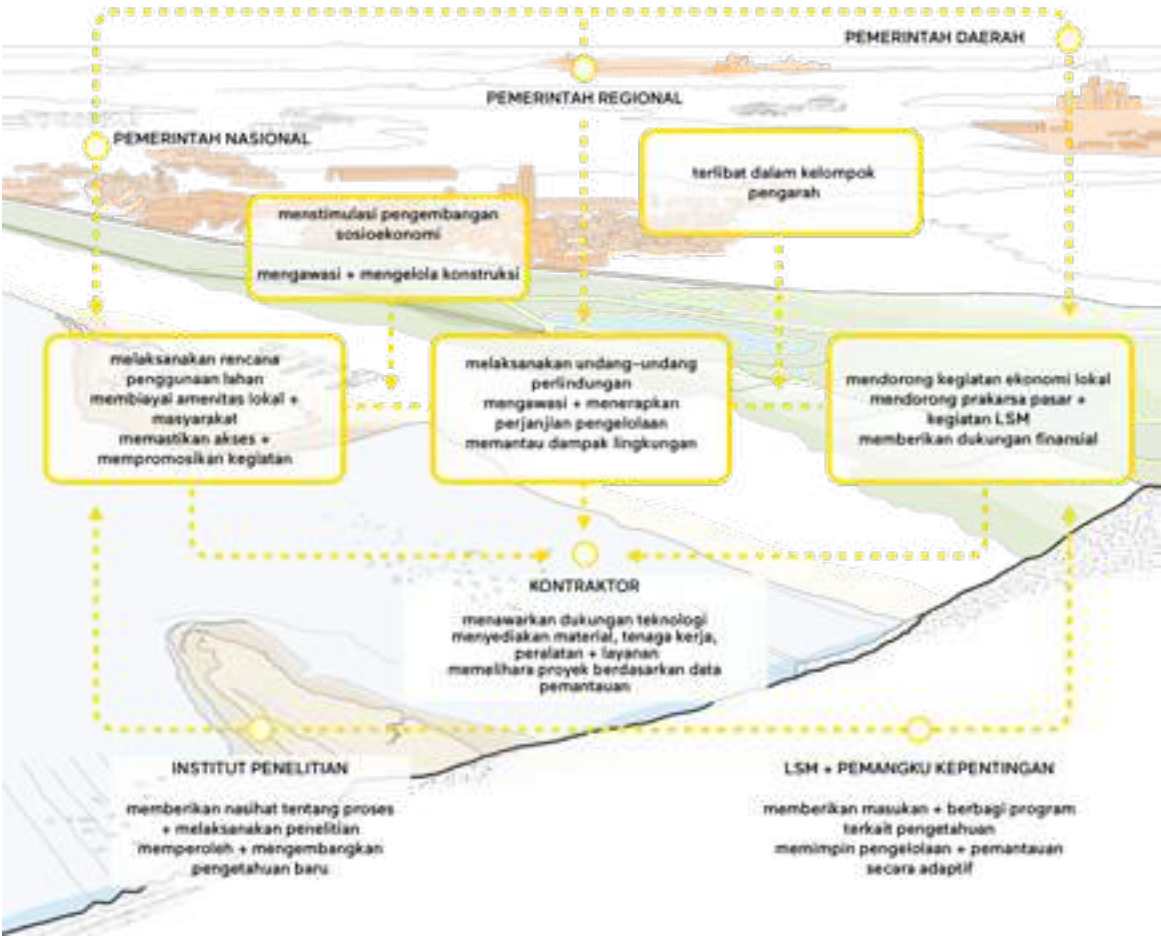 PEMERINTAH DAERAH
PEMERINTAH REGIONAL
PEMERINTAH NASIONAL
terlibat dalam kelompok
pengarah
menstimulasi pengembangan
sosioekonomi
mengawasi + mengelola konstruksi
melaksanakan rencana
penggunaan lahan
membiayai amenitas lokal +
masyarakat
memastikan akses +
mempromosikan kegiatan
melaksanakan undang-undang
perlindungan
mengawasi + menerapkan
perjanjian pengelolaan
memantau dampak lingkungan
mendorong kegiatan ekonomi lokal
mendorong prakarsa pasar +
kegiatan LSM
memberikan dukungan finansial
KONTRAKTOR
menawarkan dukungan teknologi
menyediakan material, tenaga kerja,
peralatan + layanan
memelihara proyek berdasarkan data
pemantauan
INSTITUT PENELITIAN
memberikan nasihat tentang proses
+ melaksanakan penelitian
memperoleh + mengembangkan
pengetahuan baru
LSM + PEMANGKU KEPENTINGAN
memberikan masukan + berbagi program
terkait pengetahuan
memimpin pengelolaan + pemantauan
secara adaptif